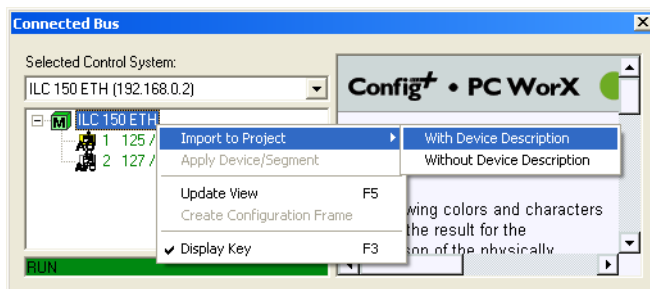 Connected Bus
Selected Control System:
ILC 150 ETH (192.168.0.2)
Config+ • PC WorX
ILC 150 ETH
1 125 /
2 127 /
Import to Project
With Device Description
Apply Device/Segment
Without Device Description
Update View F5
Create Configuration Frame
wing colors and characters
the result for the
Display Key F3
son of the physically
RUN